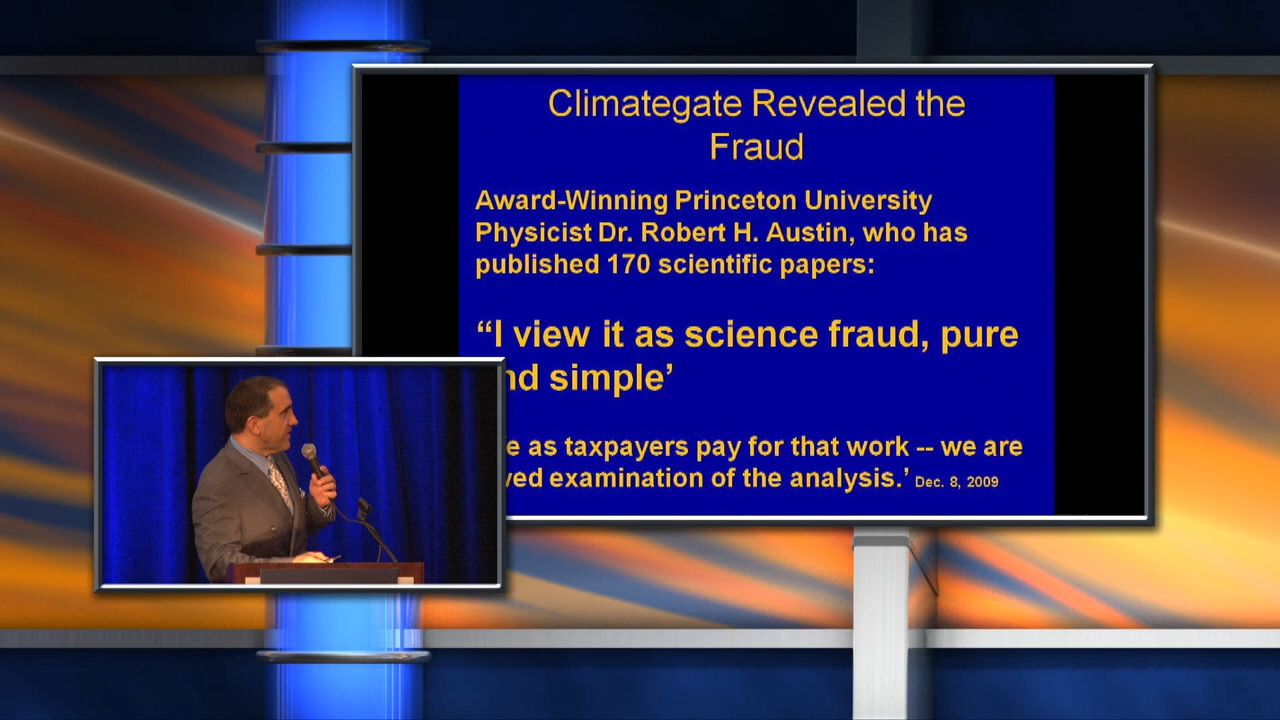 Climategate Revealed the
Fraud
Award-Winning Princeton University
Physicist Dr. Robert H. Austin, who has
published 170 scientific papers:
“I view it as science fraud, pure
nd simple’
e as taxpayers pay for that work -- we are
ved examination of the analysis.’ Dec. 8, 2009